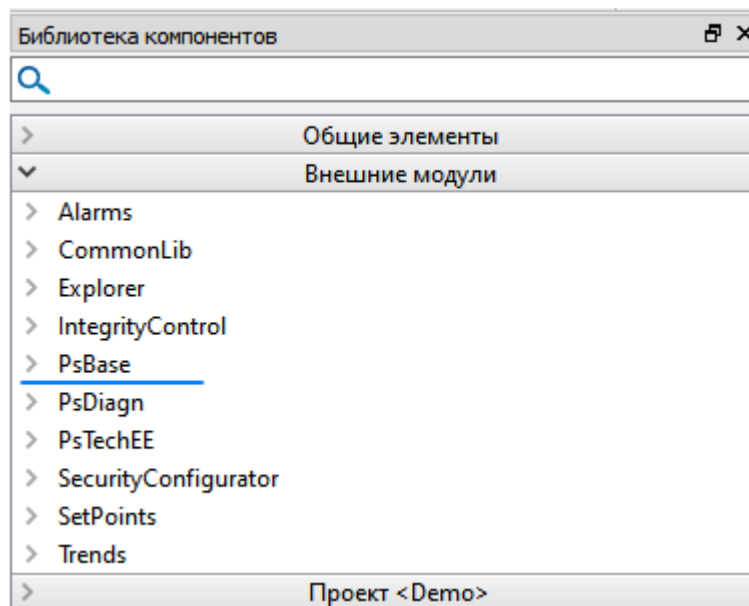 Библиотека компонентов
Общие элементы
Внешние модули
Alarms
CommonLib
Explorer
IntegrityControl
PsBase
PsDiagn
PsTechEE
SecurityConfigurator
SetPoints
Trends
Проект <Demo>